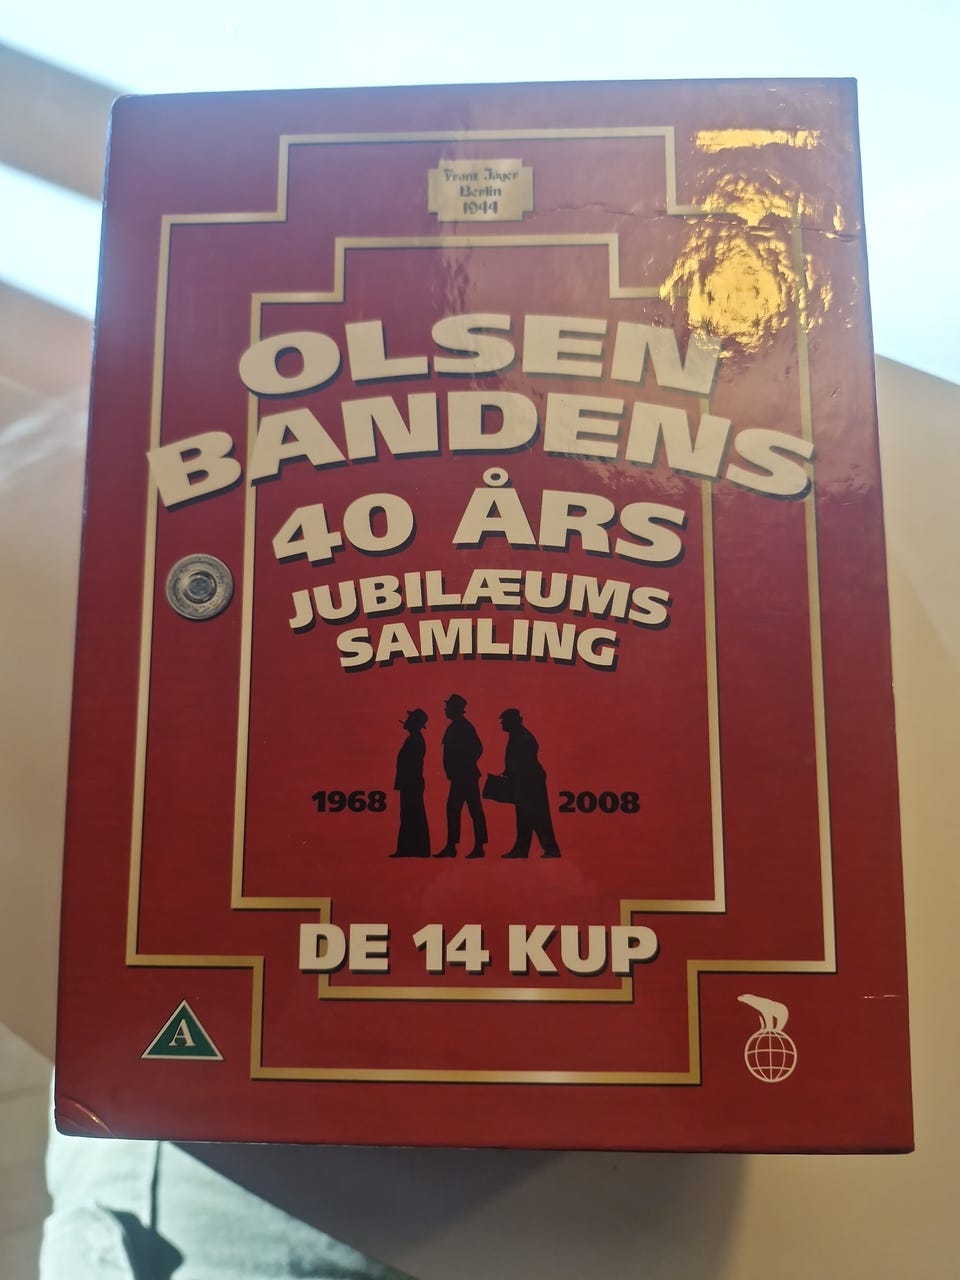 Franz Jäger
Berlin
1944
OLSEN
BANDENS
40 ÅRS
JUBILÆUMS
SAMLING
1968 2008
DE 14 KUP
A